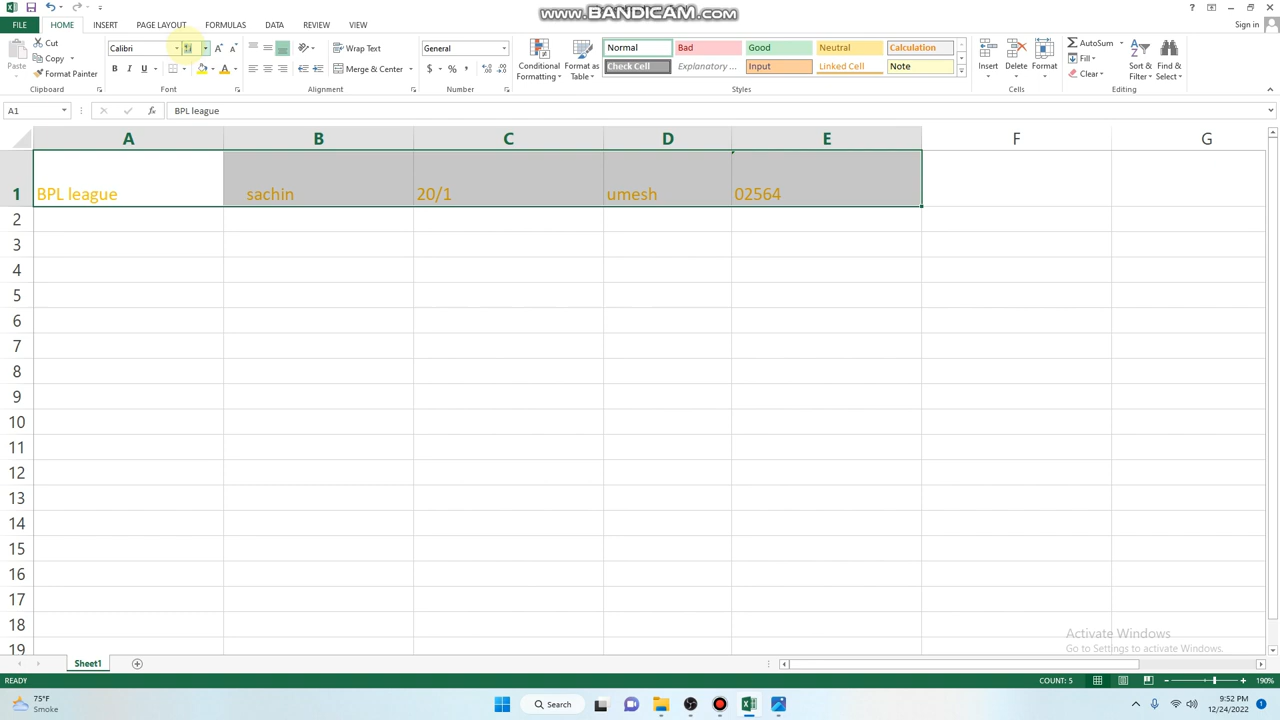 www.BANDICAM.com
Sign in
FILE HOME INSERT PAGE LAYOUT FORMULAS DATA REVIEW VIEW
Paste
Cut
Copy
Format Painter
Clipboard
Calibri
B I U
Font
Wrap Text
Merge & Center
Alignment
General
$ % ,
Number
Conditional Formatting
Format as Table
Normal Bad Good Neutral Calculation
Check Cell Explanatory ... Input Linked Cell Note
Styles
Insert Delete Format
Cells
AutoSum
Fill
Clear
Sort & Filter
Find & Select
Editing
A1 fx BPL league
A B C D E F G
1 BPL league sachin 20/1 umesh 02564
2
3
4
5
6
7
8
9
10
11
12
13
14
15
16
17
18
19
Activate Windows
Go to Settings to activate Windows.
Sheet1
READY COUNT: 5 190%
75°F
Smoke
Search
9:52 PM
12/24/2022